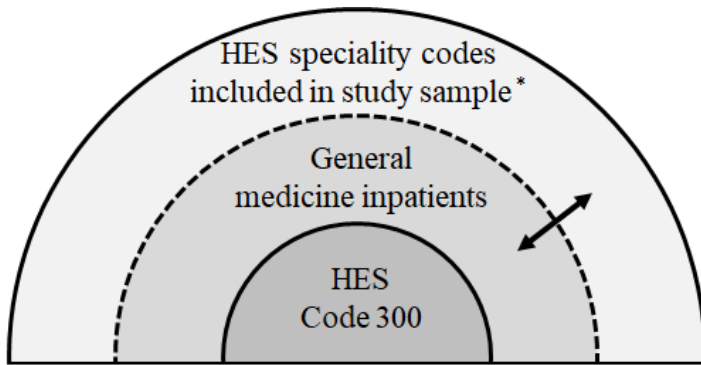 HES speciality codes
included in study sample*
General
medicine inpatients
HES
Code 300